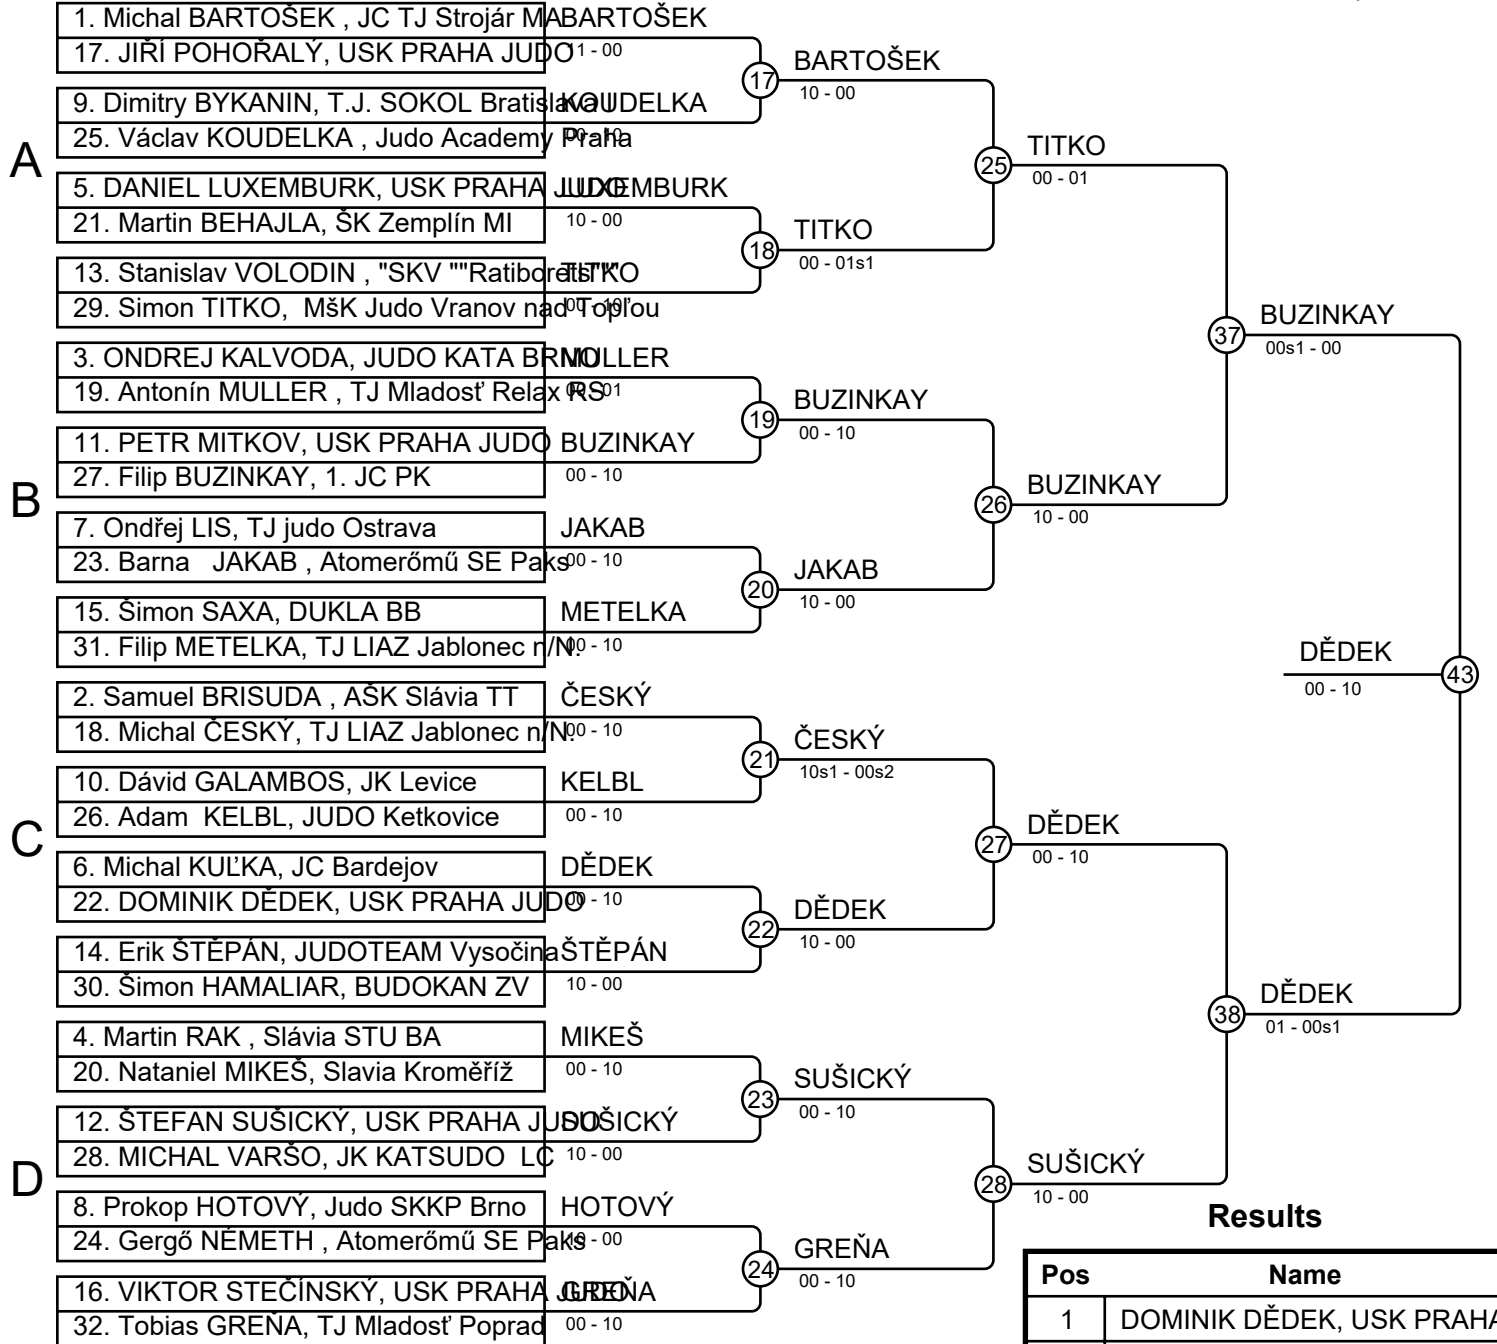 1. Michal BARTOŠEK , JC TJ Strojár MA
BARTOŠEK
17. JIŘÍ POHOŘALÝ, USK PRAHA JUDO
11 - 00
17
BARTOŠEK
10 - 00
9. Dimitry BYKANIN, T.J. SOKOL Bratislava I
KOUDELKA
25. Václav KOUDELKA , Judo Academy Praha
00 - 10
A
25
TITKO
00 - 01
5. DANIEL LUXEMBURK, USK PRAHA JUDO
LUXEMBURK
21. Martin BEHAJLA, ŠK Zemplín MI
10 - 00
18
TITKO
00 - 01s1
13. Stanislav VOLODIN , "SKV ""Ratiborets"""
TITKO
29. Simon TITKO, MšK Judo Vranov nad Topľou
00 - 10
37
BUZINKAY
00s1 - 00
3. ONDREJ KALVODA, JUDO KATA BRNO
MULLER
19. Antonín MULLER , TJ Mladosť Relax RS
00 - 01
19
BUZINKAY
00 - 10
11. PETR MITKOV, USK PRAHA JUDO
BUZINKAY
27. Filip BUZINKAY, 1. JC PK
00 - 10
B
26
BUZINKAY
10 - 00
7. Ondřej LIS, TJ judo Ostrava
JAKAB
23. Barna JAKAB , Atomerőmű SE Paks
00 - 10
20
JAKAB
10 - 00
15. Šimon SAXA, DUKLA BB
METELKA
31. Filip METELKA, TJ LIAZ Jablonec n/N.
00 - 10
43
DĚDEK
00 - 10
2. Samuel BRISUDA , AŠK Slávia TT
ČESKÝ
18. Michal ČESKÝ, TJ LIAZ Jablonec n/N.
00 - 10
21
ČESKÝ
10s1 - 00s2
10. Dávid GALAMBOS, JK Levice
KELBL
26. Adam KELBL, JUDO Ketkovice
00 - 10
C
27
DĚDEK
00 - 10
6. Michal KUĽKA, JC Bardejov
DĚDEK
22. DOMINIK DĚDEK, USK PRAHA JUDO
00 - 10
22
DĚDEK
10 - 00
14. Erik ŠTĚPÁN, JUDOTEAM Vysočina
ŠTĚPÁN
30. Šimon HAMALIAR, BUDOKAN ZV
10 - 00
38
DĚDEK
01 - 00s1
4. Martin RAK , Slávia STU BA
MIKEŠ
20. Nataniel MIKEŠ, Slavia Kroměříž
00 - 10
23
SUŠICKÝ
00 - 10
12. ŠTEFAN SUŠICKÝ, USK PRAHA JUDO
SUŠICKÝ
28. MICHAL VARŠO, JK KATSUDO LC
10 - 00
D
28
SUŠICKÝ
10 - 00
8. Prokop HOTOVÝ, Judo SKKP Brno
HOTOVÝ
24. Gergő NÉMETH , Atomerőmű SE Paks
10 - 00
24
GREŇA
00 - 10
16. VIKTOR STEČÍNSKÝ, USK PRAHA JUDO
GREŇA
32. Tobias GREŇA, TJ Mladosť Poprad
00 - 10
Results
Pos Name
1 DOMINIK DĚDEK, USK PRAHA